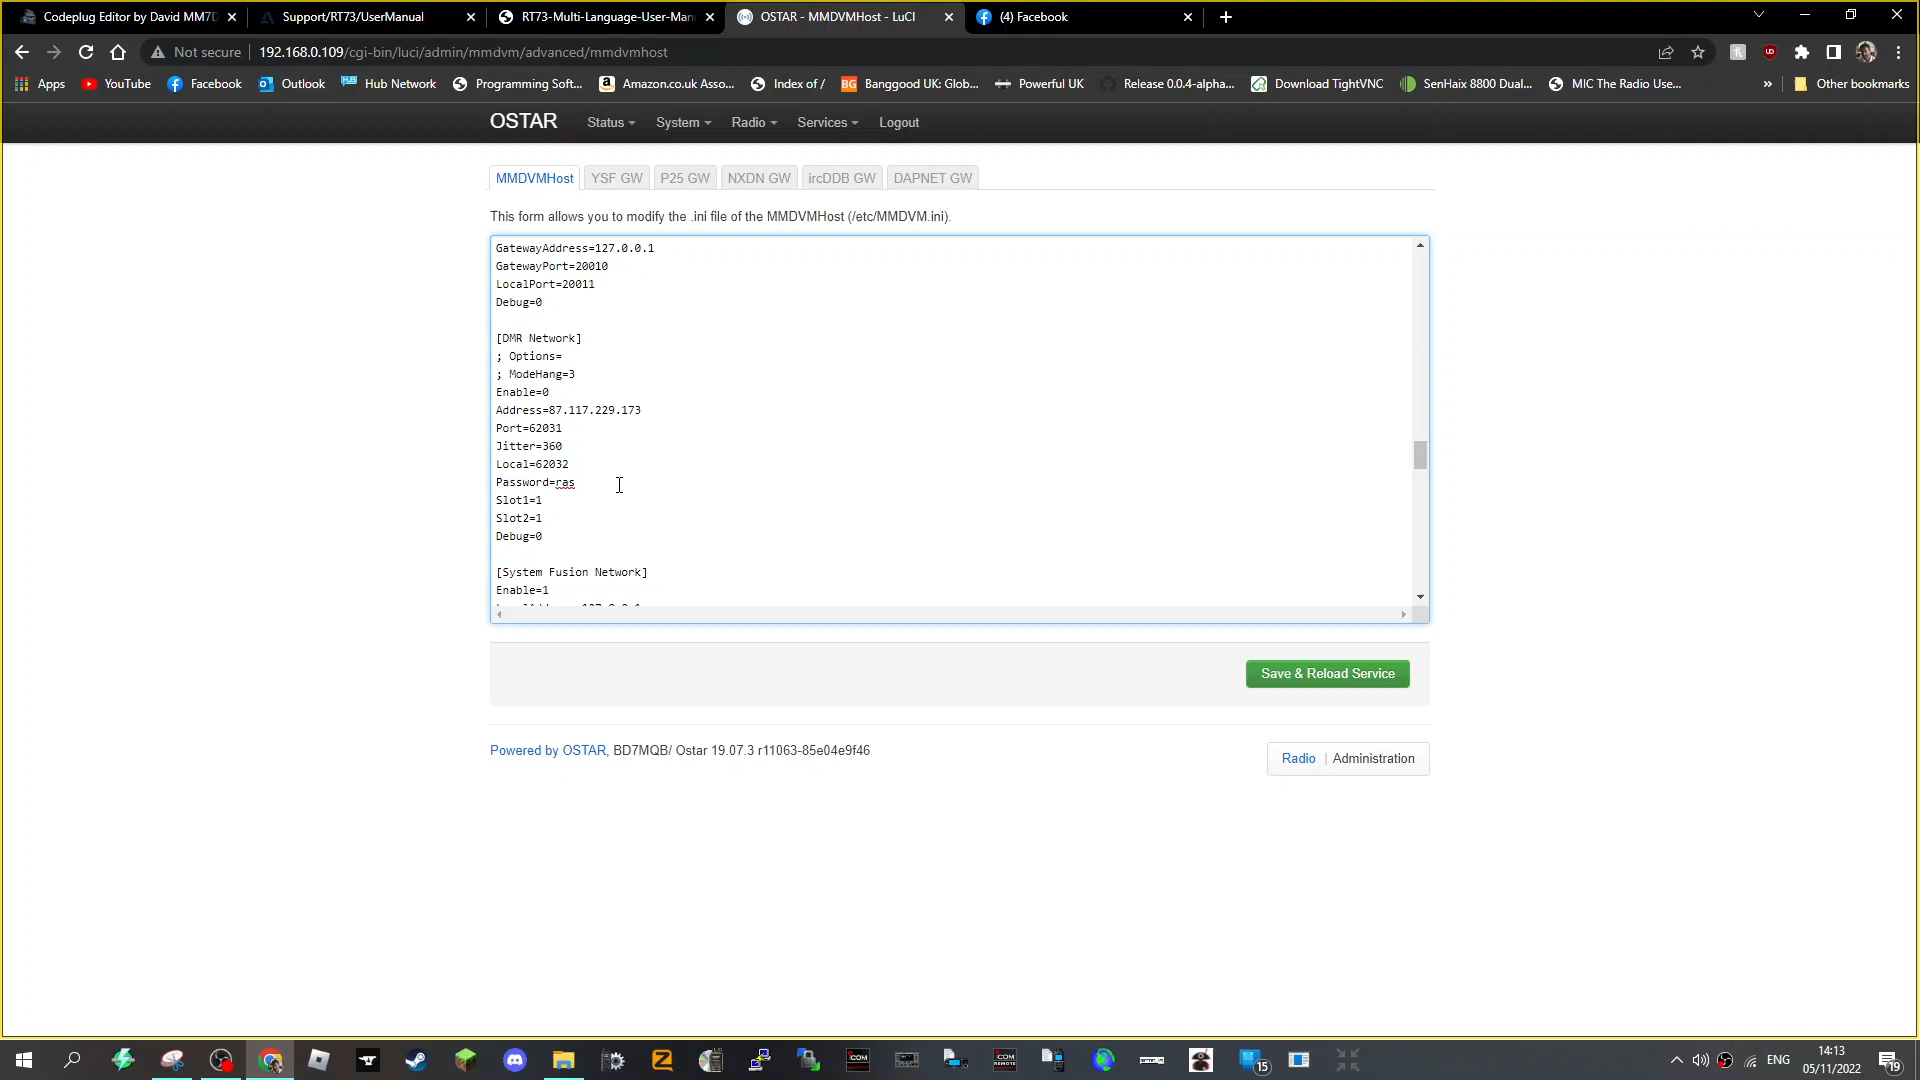 Codeplug Editor by David MM7D
Support/RT73/UserManual
RT73-Multi-Language-User-Man
OSTAR - MMDVMHost - LuCI
(4) Facebook
Not secure
192.168.0.109/cgi-bin/luci/admin/mmdvm/advanced/mmdvmhost
Apps
YouTube
Facebook
Outlook
Hub Network
Programming Soft...
Amazon.co.uk Asso...
Index of /
Banggood UK: Glob...
Powerful UK
Release 0.0.4-alpha...
Download TightVNC
SenHaix 8800 Dual...
MIC The Radio Use...
Other bookmarks
OSTAR
Status
System
Radio
Services
Logout
MMDVMHost
YSF GW
P25 GW
NXDN GW
ircDDB GW
DAPNET GW
This form allows you to modify the .ini file of the MMDVMHost (/etc/MMDVM.ini).
GatewayAddress=127.0.0.1
GatewayPort=20010
LocalPort=20011
Debug=0
[DMR Network]
; Options=
; ModeHang=3
Enable=0
Address=87.117.229.173
Port=62031
Jitter=360
Local=62032
Password=ras
Slot1=1
Slot2=1
Debug=0
[System Fusion Network]
Enable=1
Save & Reload Service
Powered by OSTAR, BD7MQB/ Ostar 19.07.3 r11063-85e04e9f46
Radio | Administration
ENG
14:13
05/11/2022
15
19